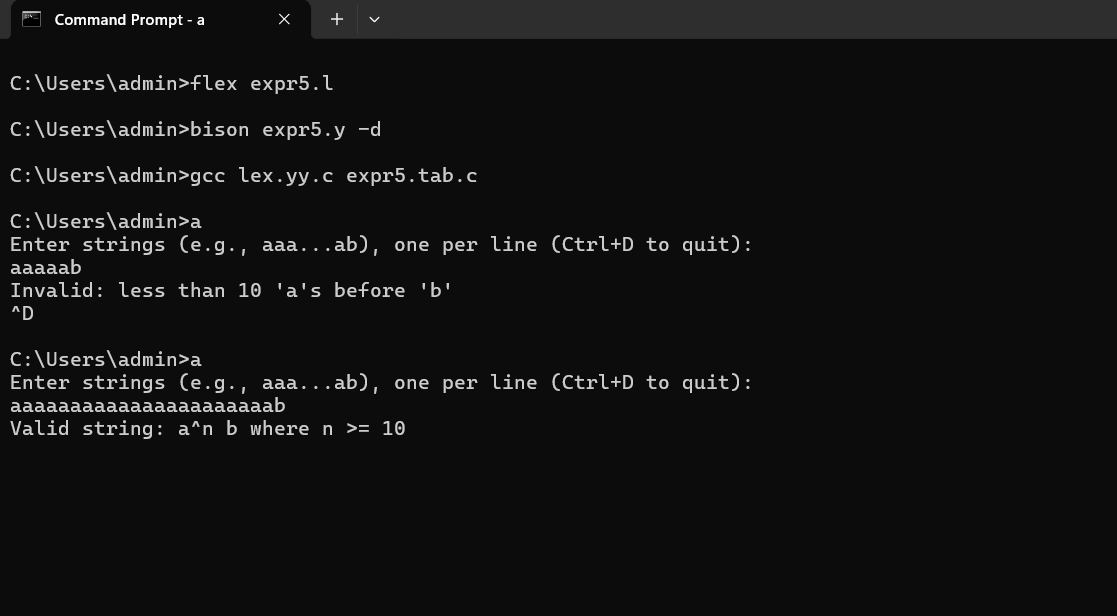 Command Prompt - a
C:\Users\admin>flex expr5.l
C:\Users\admin>bison expr5.y -d
C:\Users\admin>gcc lex.yy.c expr5.tab.c
C:\Users\admin>a
Enter strings (e.g., aaa...ab), one per line (Ctrl+D to quit):
aaaaab
Invalid: less than 10 'a's before 'b'
^D
C:\Users\admin>a
Enter strings (e.g., aaa...ab), one per line (Ctrl+D to quit):
aaaaaaaaaaaaaaaaaaaaaab
Valid string: a^n b where n >= 10